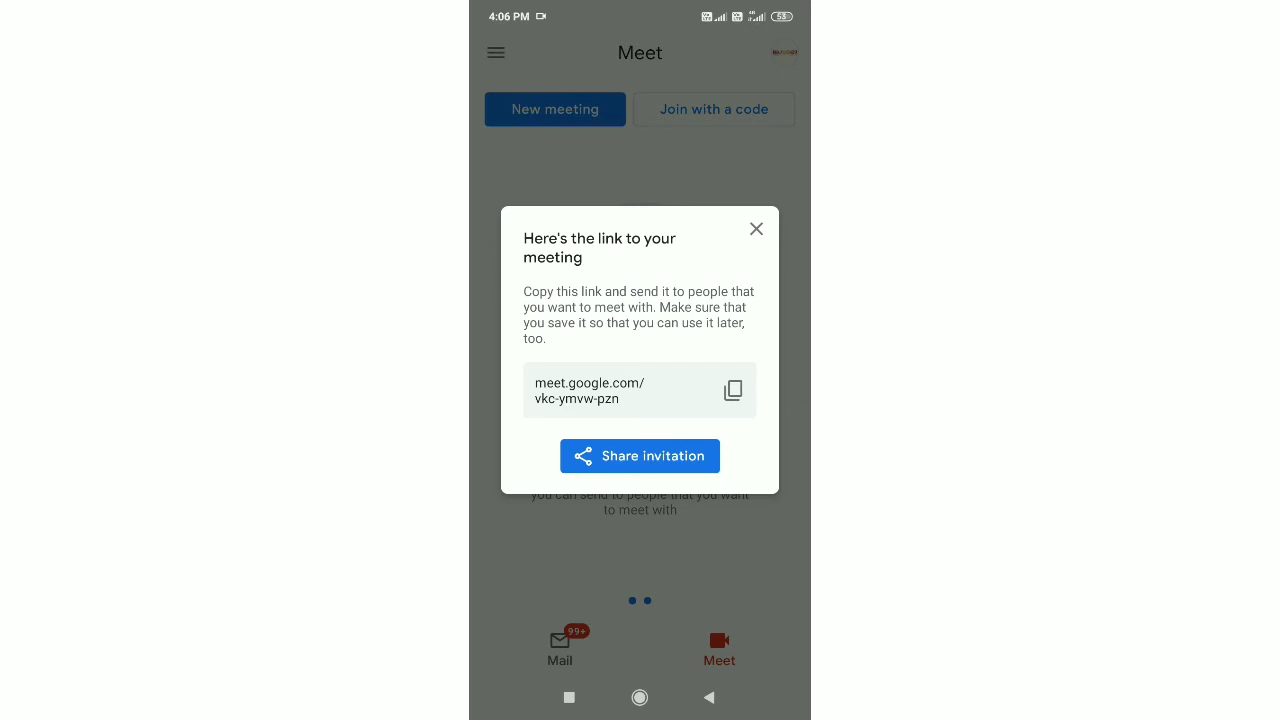 4:06 PM
53
Meet
New meeting
Join with a code
Here's the link to your
meeting
Copy this link and send it to people that
you want to meet with. Make sure that
you save it so that you can use it later,
too.
meet.google.com/
vkc-ymvw-pzn
Share invitation
you can send to people that you want
to meet with
99+
Mail
Meet